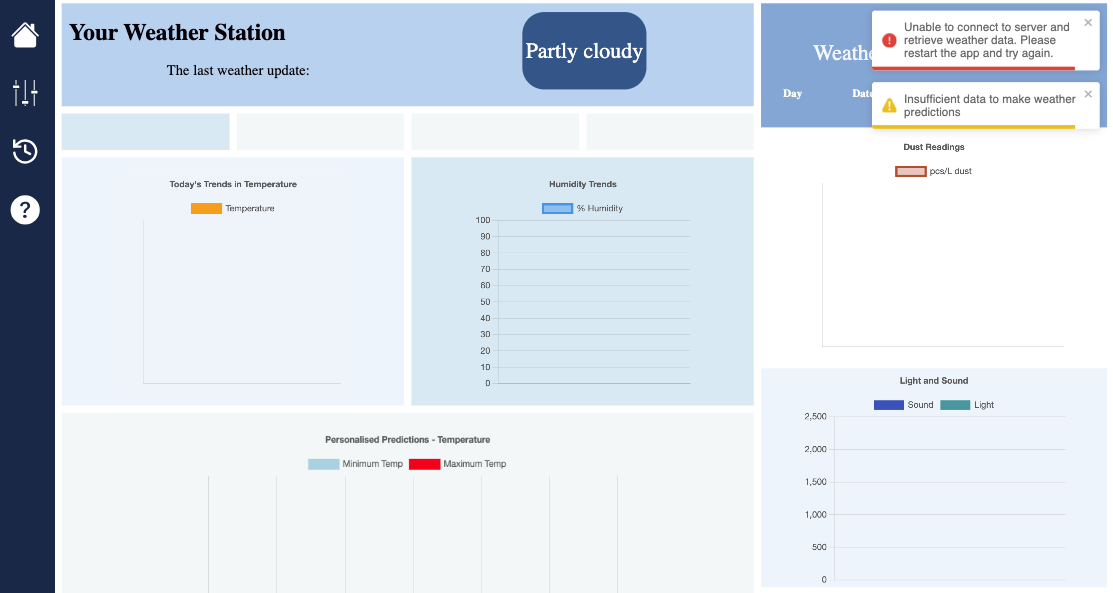 Your Weather Station
The last weather update:
Partly cloudy
Day
Unable to connect to server and
retrieve weather data. Please
restart the app and try again.
Insufficient data to make weather
predictions
Today's Trends in Temperature
Temperature
Humidity Trends
% Humidity
100
90
80
70
60
50
40
30
20
10
0
Dust Readings
pcs/L dust
Light and Sound
Sound Light
2,500
2,000
1,500
1,000
500
0
Personalised Predictions - Temperature
Minimum Temp Maximum Temp